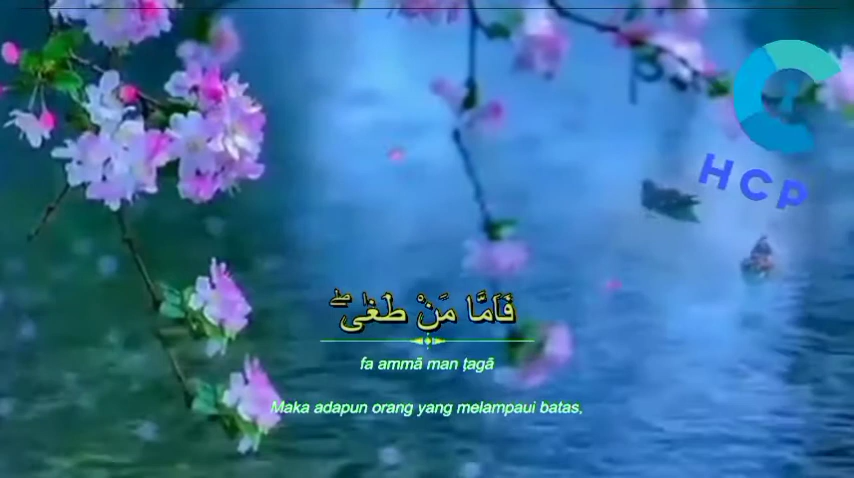 HCP
فَاَمَّا مَنْ طَغٰىۖ
fa ammā man ṭagā
Maka adapun orang yang melampaui batas,